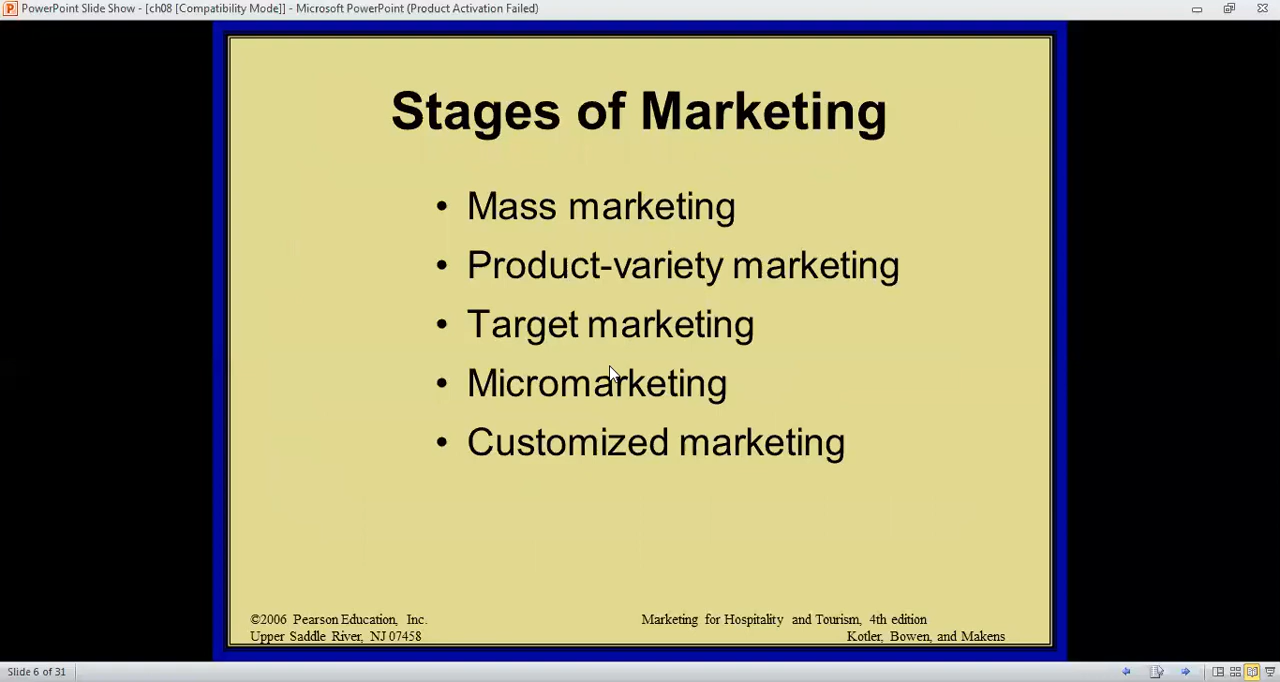 PowerPoint Slide Show - [ch08 [Compatibility Mode]] - Microsoft PowerPoint (Product Activation Failed)
Stages of Marketing
• Mass marketing
• Product-variety marketing
• Target marketing
• Micromarketing
• Customized marketing
©2006 Pearson Education, Inc.
Upper Saddle River, NJ 07458
Marketing for Hospitality and Tourism, 4th edition
Kotler, Bowen, and Makens
Slide 6 of 31